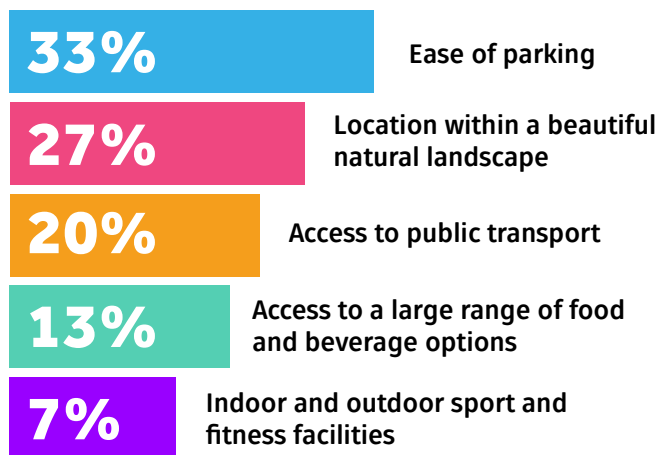 33%
Ease of parking
27%
Location within a beautiful
natural landscape
20%
Access to public transport
13%
Access to a large range of food
and beverage options
7%
Indoor and outdoor sport and
fitness facilities